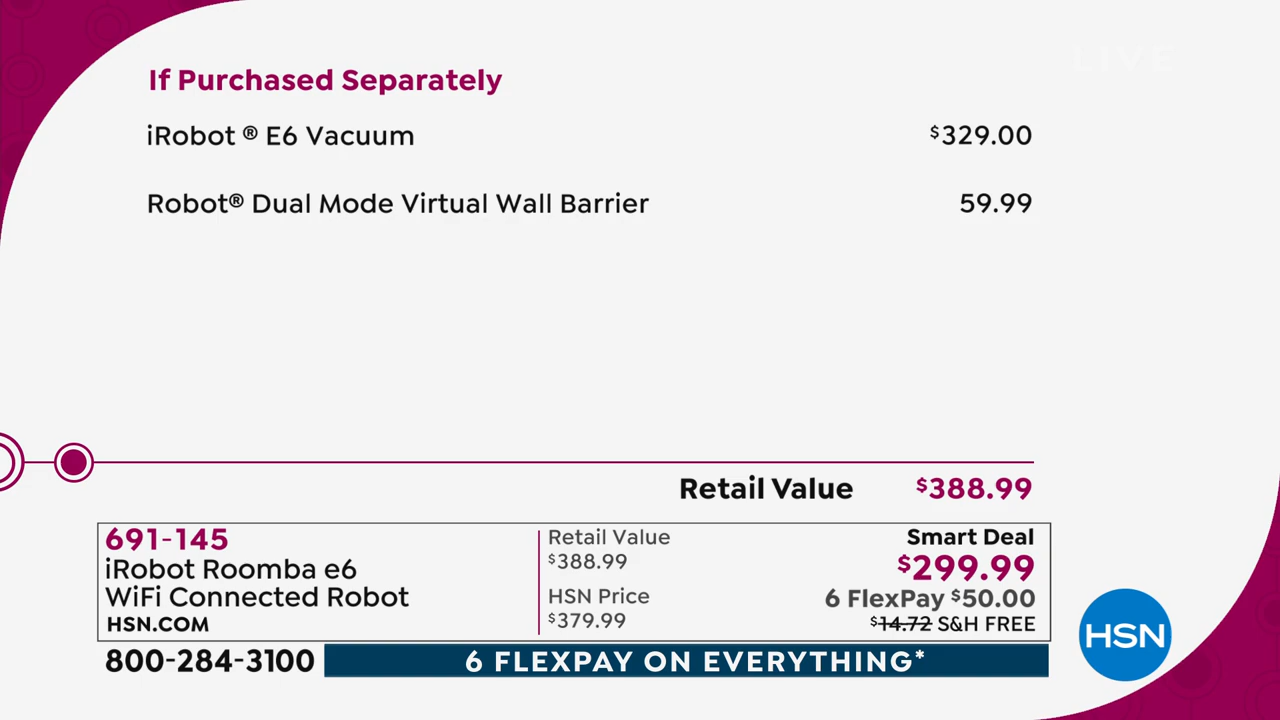 LIVE
If Purchased Separately
iRobot ® E6 Vacuum $329.00
Robot® Dual Mode Virtual Wall Barrier 59.99
Retail Value $388.99
691-145
iRobot Roomba e6
WiFi Connected Robot
HSN.COM
Retail Value
$388.99
HSN Price
$379.99
Smart Deal
$299.99
6 FlexPay $50.00
$14.72 S&H FREE
HSN
800-284-3100
6 FLEXPAY ON EVERYTHING*